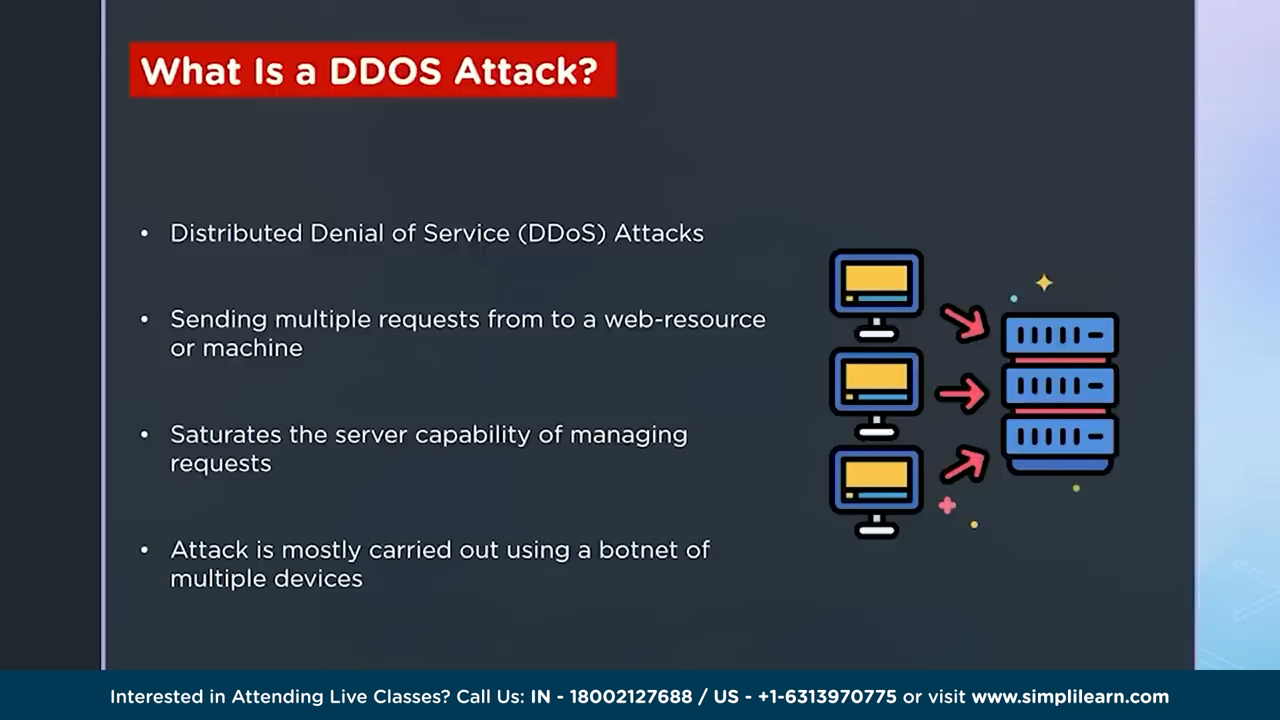 What Is a DDOS Attack?
• Distributed Denial of Service (DDoS) Attacks
• Sending multiple requests from to a web-resource
or machine
• Saturates the server capability of managing
requests
• Attack is mostly carried out using a botnet of
multiple devices
Interested in Attending Live Classes? Call Us: IN - 18002127688 / US - +1-6313970775 or visit www.simplilearn.com